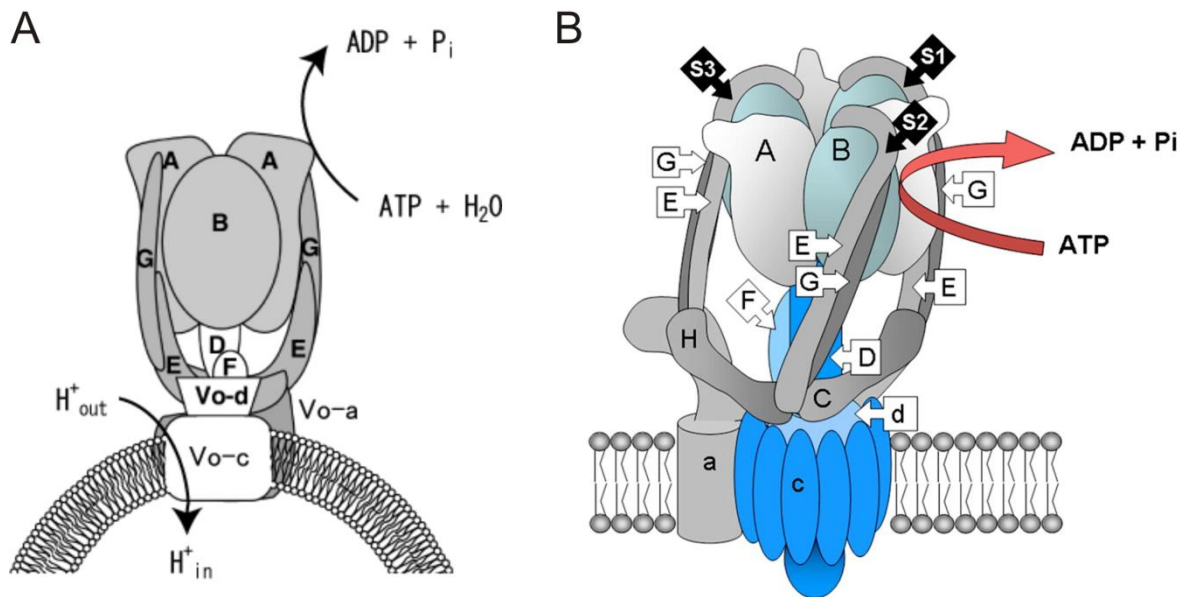 A
ADP + Pi
A
A
B
ATP + H2O
G
G
D
E
E
F
Vo-d
H+out
Vo-a
Vo-c
H+in
B
S3
S1
S2
A
B
ADP + Pi
G
G
E
E
ATP
G
E
F
H
D
C
d
a
c